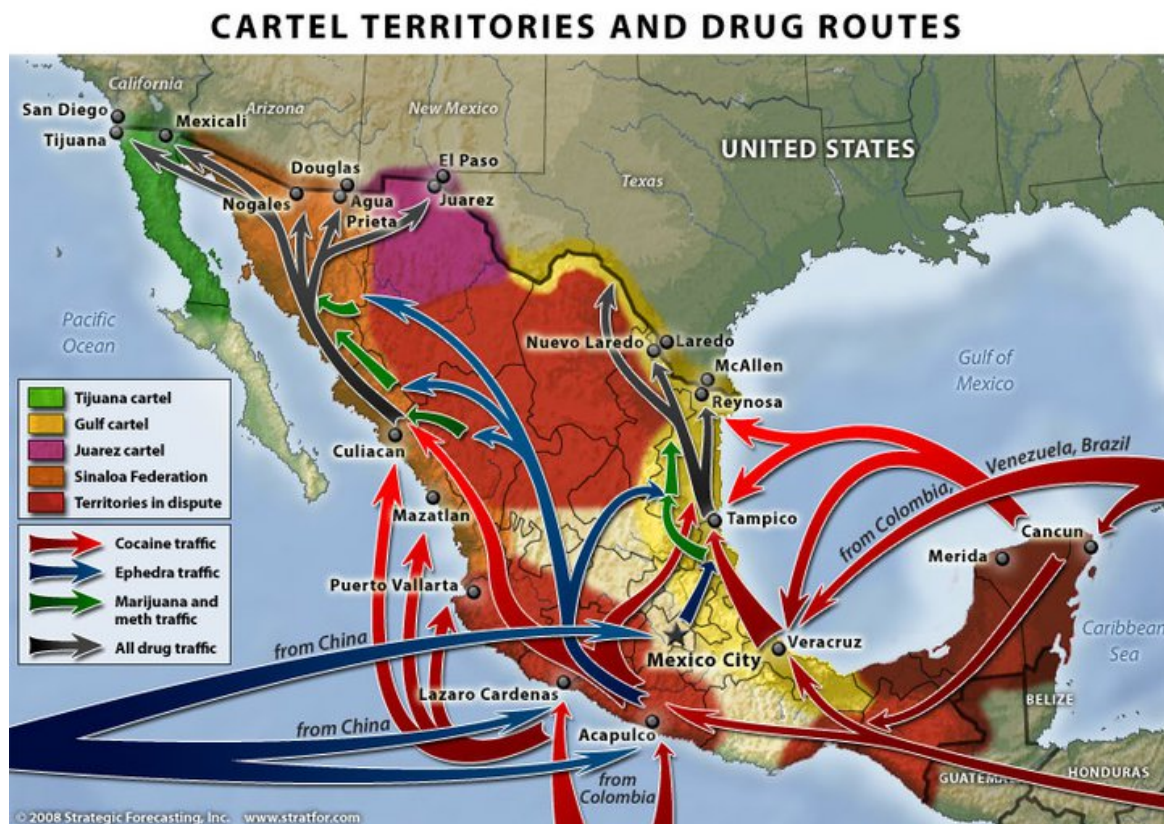 CARTEL TERRITORIES AND DRUG ROUTES
California
San Diego
Tijuana
Mexicali
Arizona
New Mexico
Douglas
Nogales
Agua
Prieta
El Paso
Juarez
UNITED STATES
Texas
Pacific
Ocean
Nuevo Laredo
Laredo
McAllen
Reynosa
Gulf of
Mexico
Tijuana cartel
Gulf cartel
Juarez cartel
Sinaloa Federation
Territories in dispute
Cocaine traffic
Ephedra traffic
Marijuana and
meth traffic
All drug traffic
Culiacan
Mazatlan
Puerto Vallarta
Tampico
from Colombia,
Venezuela, Brazil
Cancun
Merida
from China
Mexico City
Veracruz
Caribbean
Sea
Lazaro Cardenas
from China
Acapulco
from
Colombia
BELIZE
HONDURAS
© 2008 Strategic Forecasting, Inc. www.stratfor.com